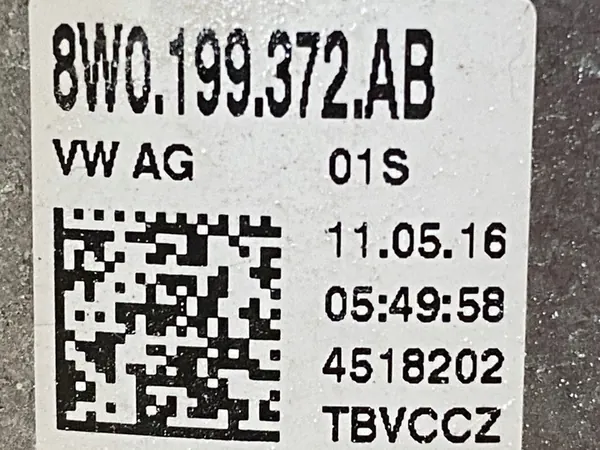 8W0.199.372.AB
VW AG 01S
11.05.16
05:49:58
4518202
TBVCCZ